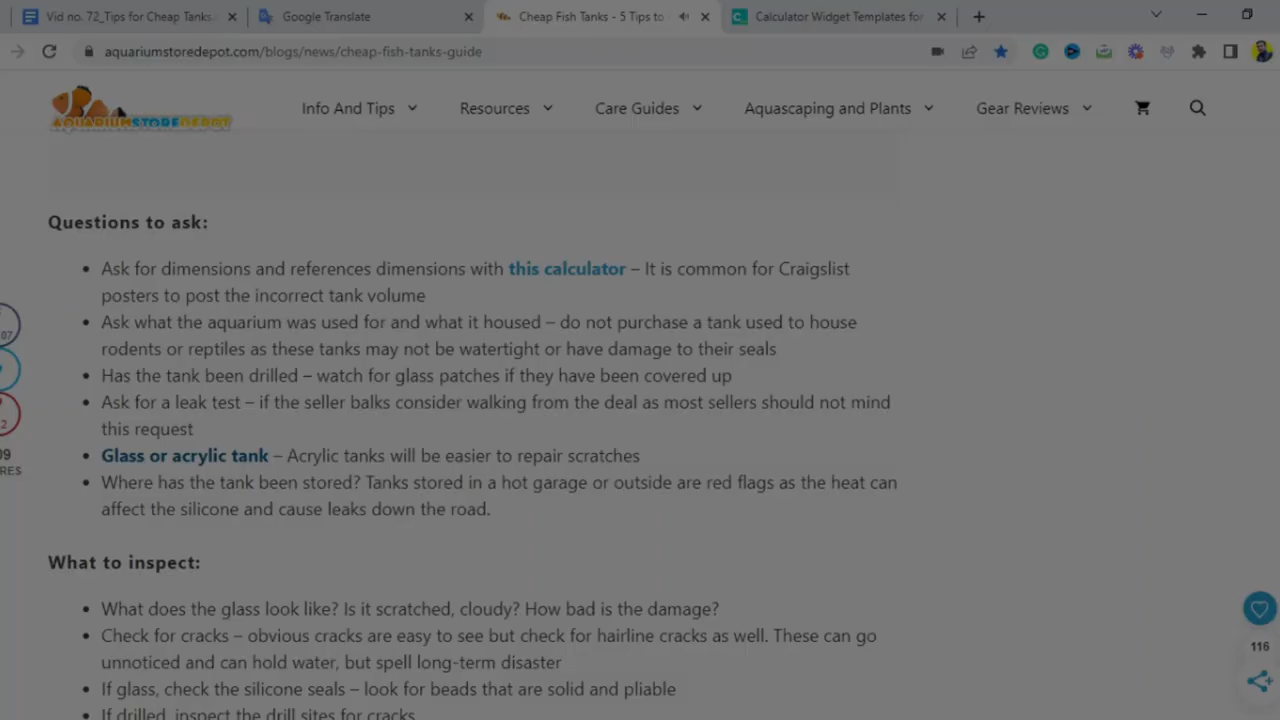 Vid no. 72_Tips for Cheap Tanks.
Google Translate
Cheap Fish Tanks - 5 Tips to
Calculator Widget Templates for
aquariumstoredepot.com/blogs/news/cheap-fish-tanks-guide
AQUARIUMSTOREDEPOT
Info And Tips
Resources
Care Guides
Aquascaping and Plants
Gear Reviews
Questions to ask:
• Ask for dimensions and references dimensions with this calculator – It is common for Craigslist
posters to post the incorrect tank volume
• Ask what the aquarium was used for and what it housed – do not purchase a tank used to house
rodents or reptiles as these tanks may not be watertight or have damage to their seals
• Has the tank been drilled – watch for glass patches if they have been covered up
• Ask for a leak test – if the seller balks consider walking from the deal as most sellers should not mind
this request
• Glass or acrylic tank – Acrylic tanks will be easier to repair scratches
• Where has the tank been stored? Tanks stored in a hot garage or outside are red flags as the heat can
affect the silicone and cause leaks down the road.
07
2
09
RES
What to inspect:
• What does the glass look like? Is it scratched, cloudy? How bad is the damage?
• Check for cracks – obvious cracks are easy to see but check for hairline cracks as well. These can go
unnoticed and can hold water, but spell long-term disaster
• If glass, check the silicone seals – look for beads that are solid and pliable
• If drilled, inspect the drill sites for cracks
116